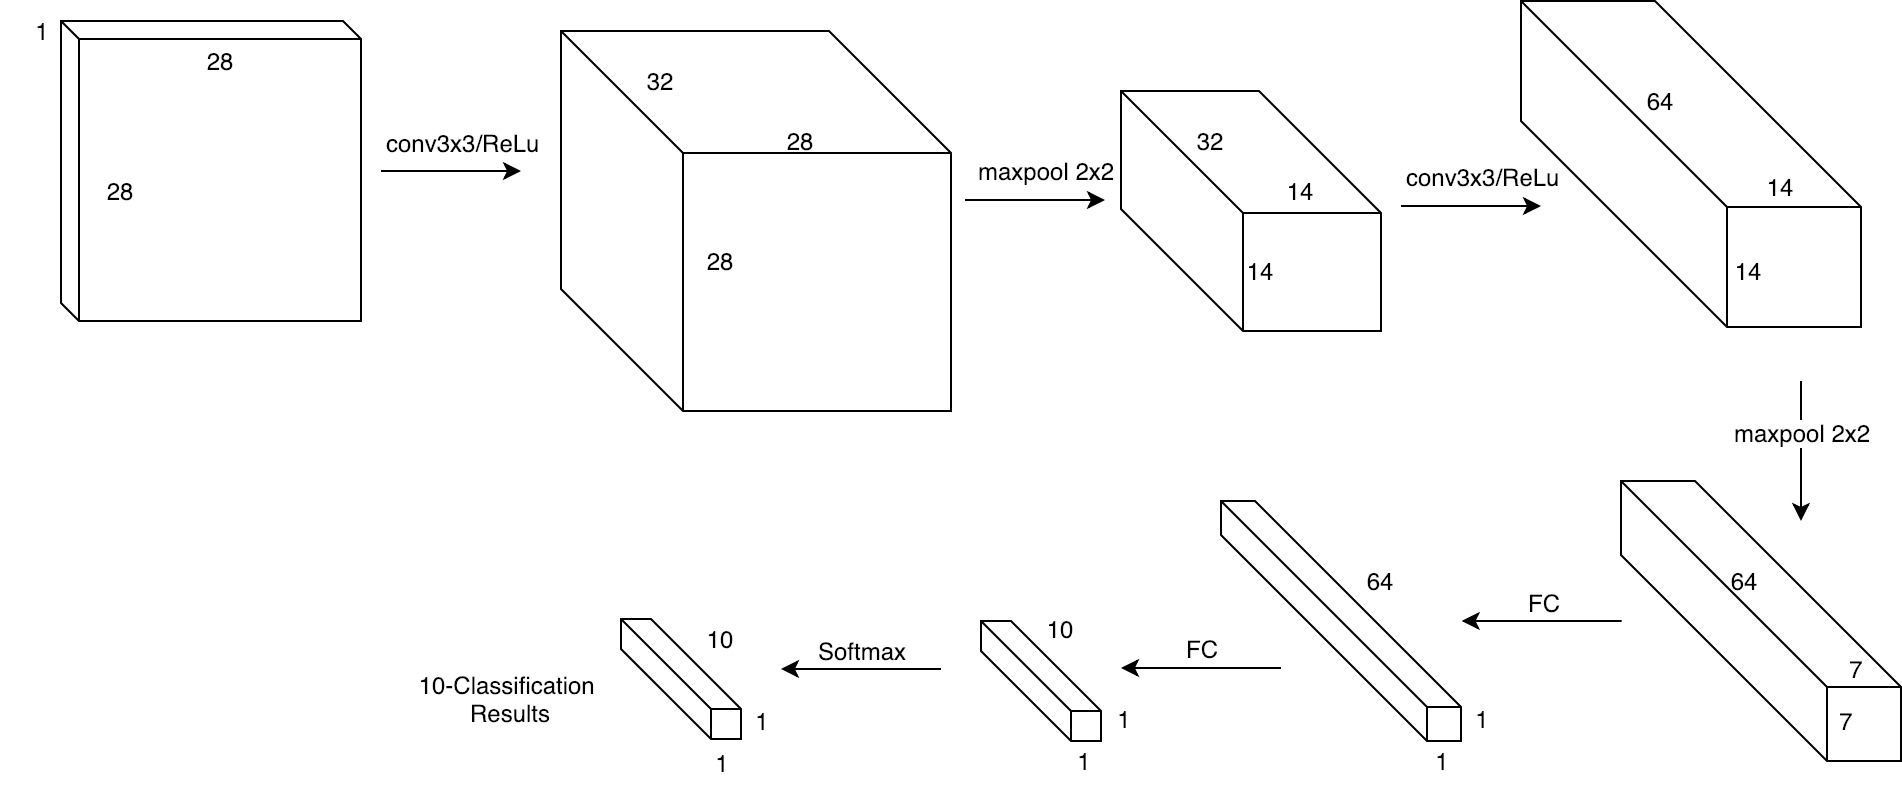 1
28
28
conv3x3/ReLu
32
28
28
maxpool 2x2
32
14
14
conv3x3/ReLu
64
14
14
maxpool 2x2
64
7
7
FC
64
1
1
FC
10
1
1
Softmax
10
1
1
10-Classification
Results